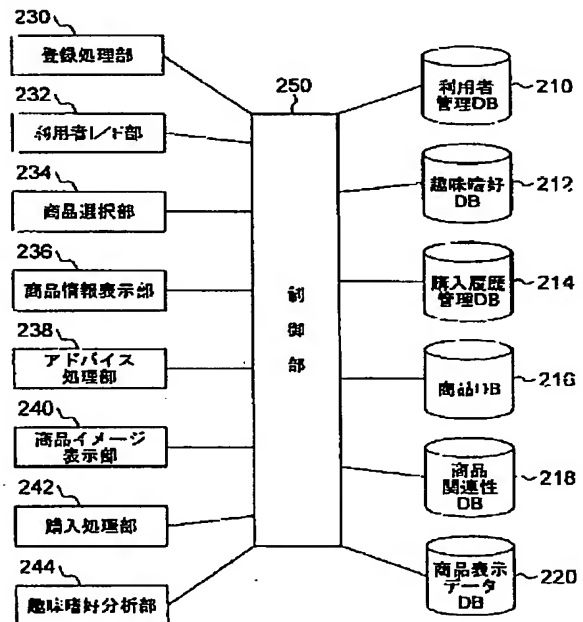 230
登録処理部
232
利用者I/F部
234
商品選択部
236
商品情報表示部
238
アドバイス
処理部
240
商品イメージ
表示部
242
購入処理部
244
趣味嗜好分析部
250
制
御
部
利用者
管理DB
210
趣味嗜好
DB
212
購入履歴
管理DB
214
商品DB
216
商品
関連性
DB
218
商品表示
データ
DB
220